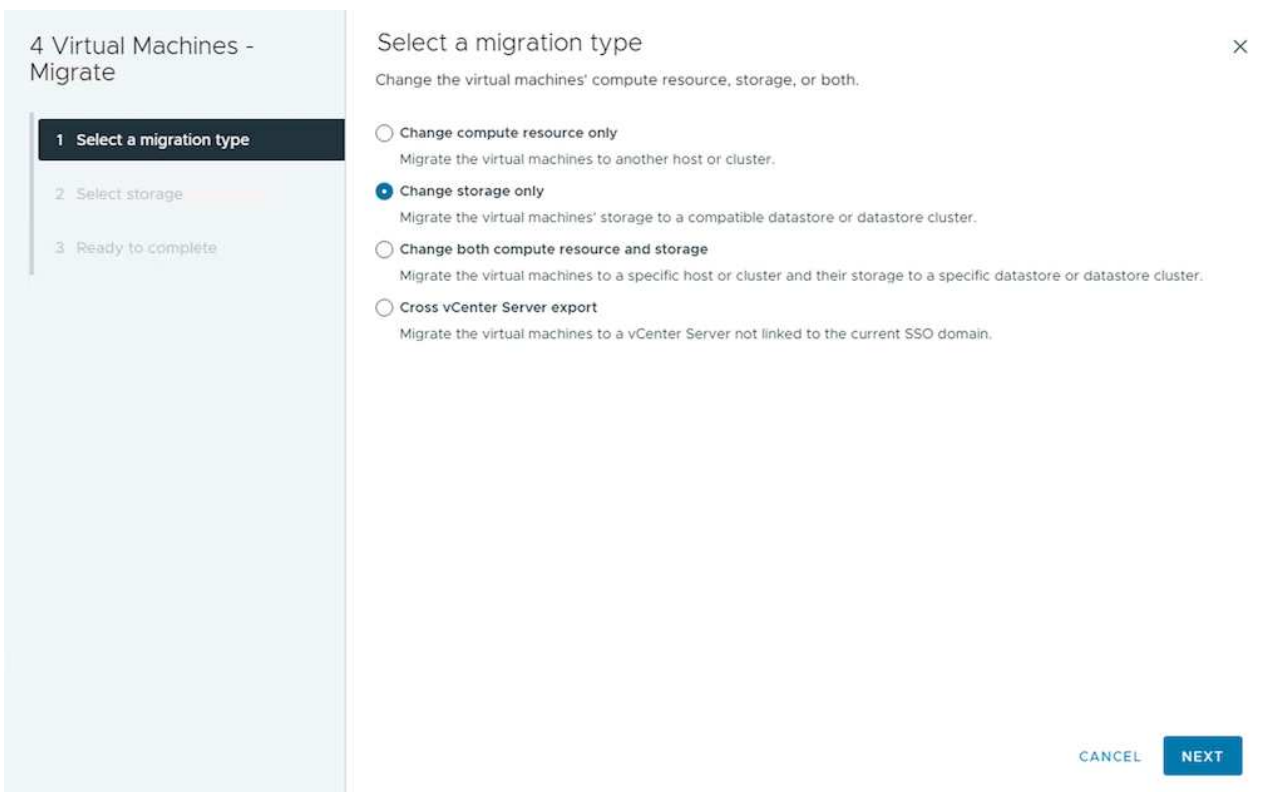 4 Virtual Machines -
Migrate
1 Select a migration type
2 Select storage
3 Ready to complete
Select a migration type
Change the virtual machines' compute resource, storage, or both.
Change compute resource only
Migrate the virtual machines to another host or cluster.
Change storage only
Migrate the virtual machines' storage to a compatible datastore or datastore cluster.
Change both compute resource and storage
Migrate the virtual machines to a specific host or cluster and their storage to a specific datastore or datastore cluster.
Cross vCenter Server export
Migrate the virtual machines to a vCenter Server not linked to the current SSO domain.
CANCEL NEXT